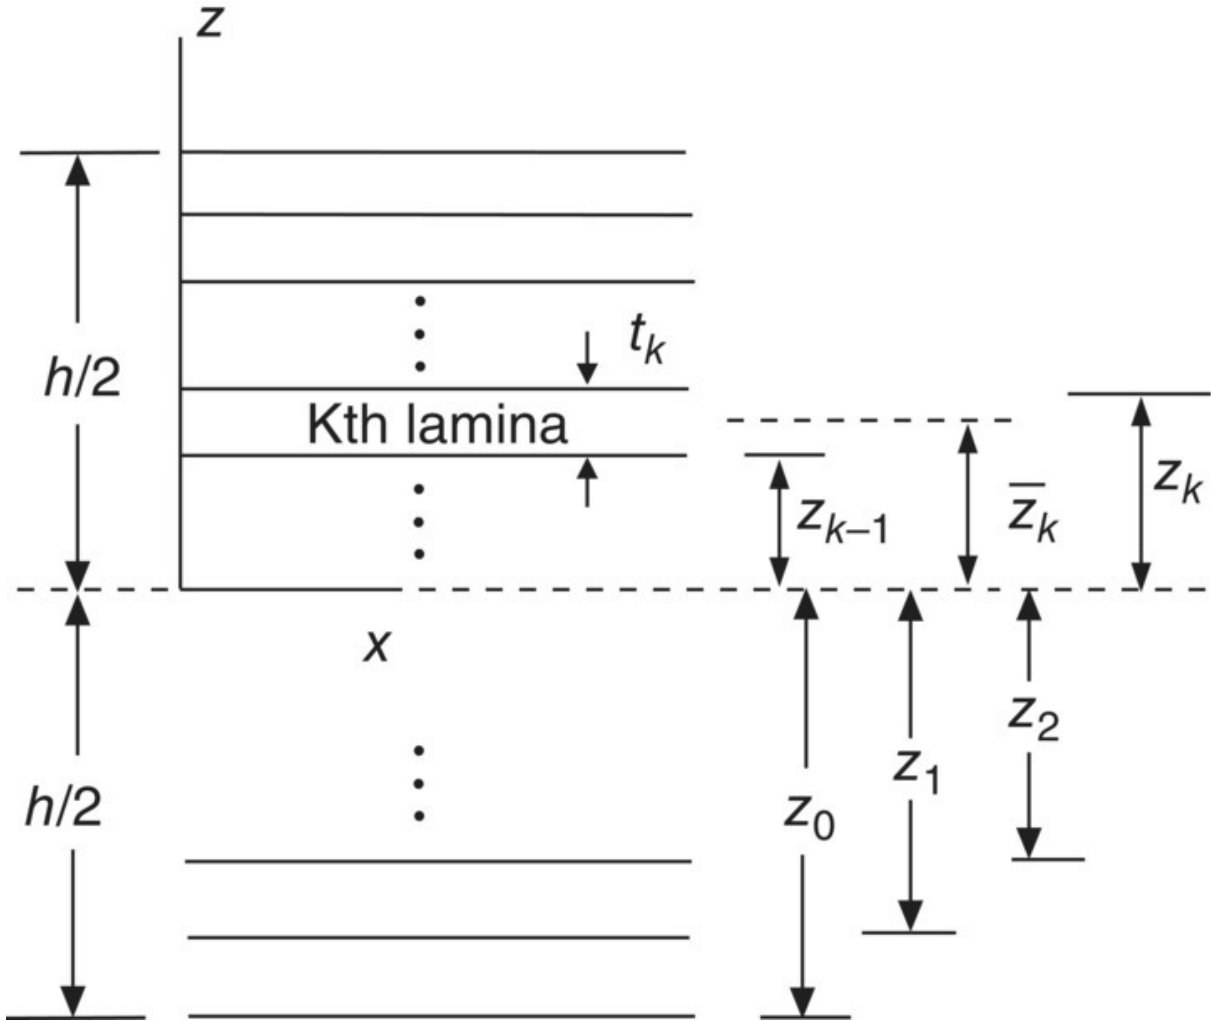 z
h/2
t_k
Kth lamina
z_{k–1}
z̅_k
z_k
x
h/2
z_0
z_1
z_2